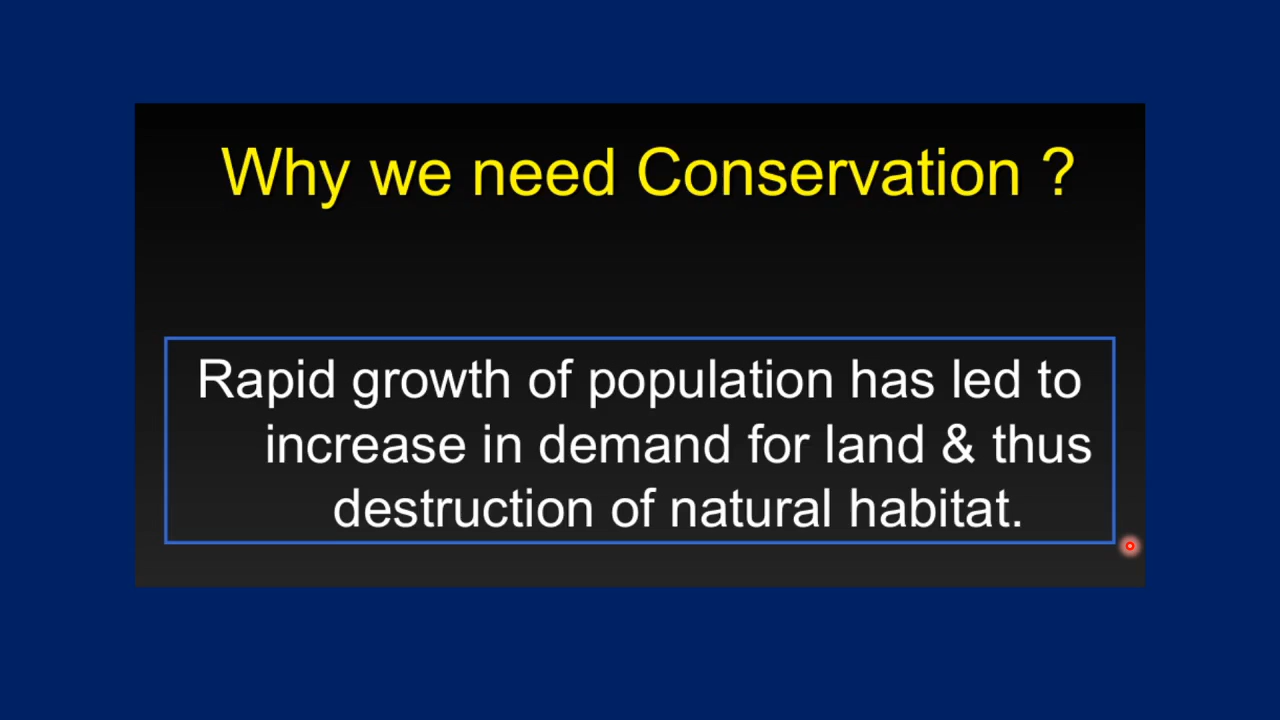 Why we need Conservation ?
Rapid growth of population has led to
increase in demand for land & thus
destruction of natural habitat.